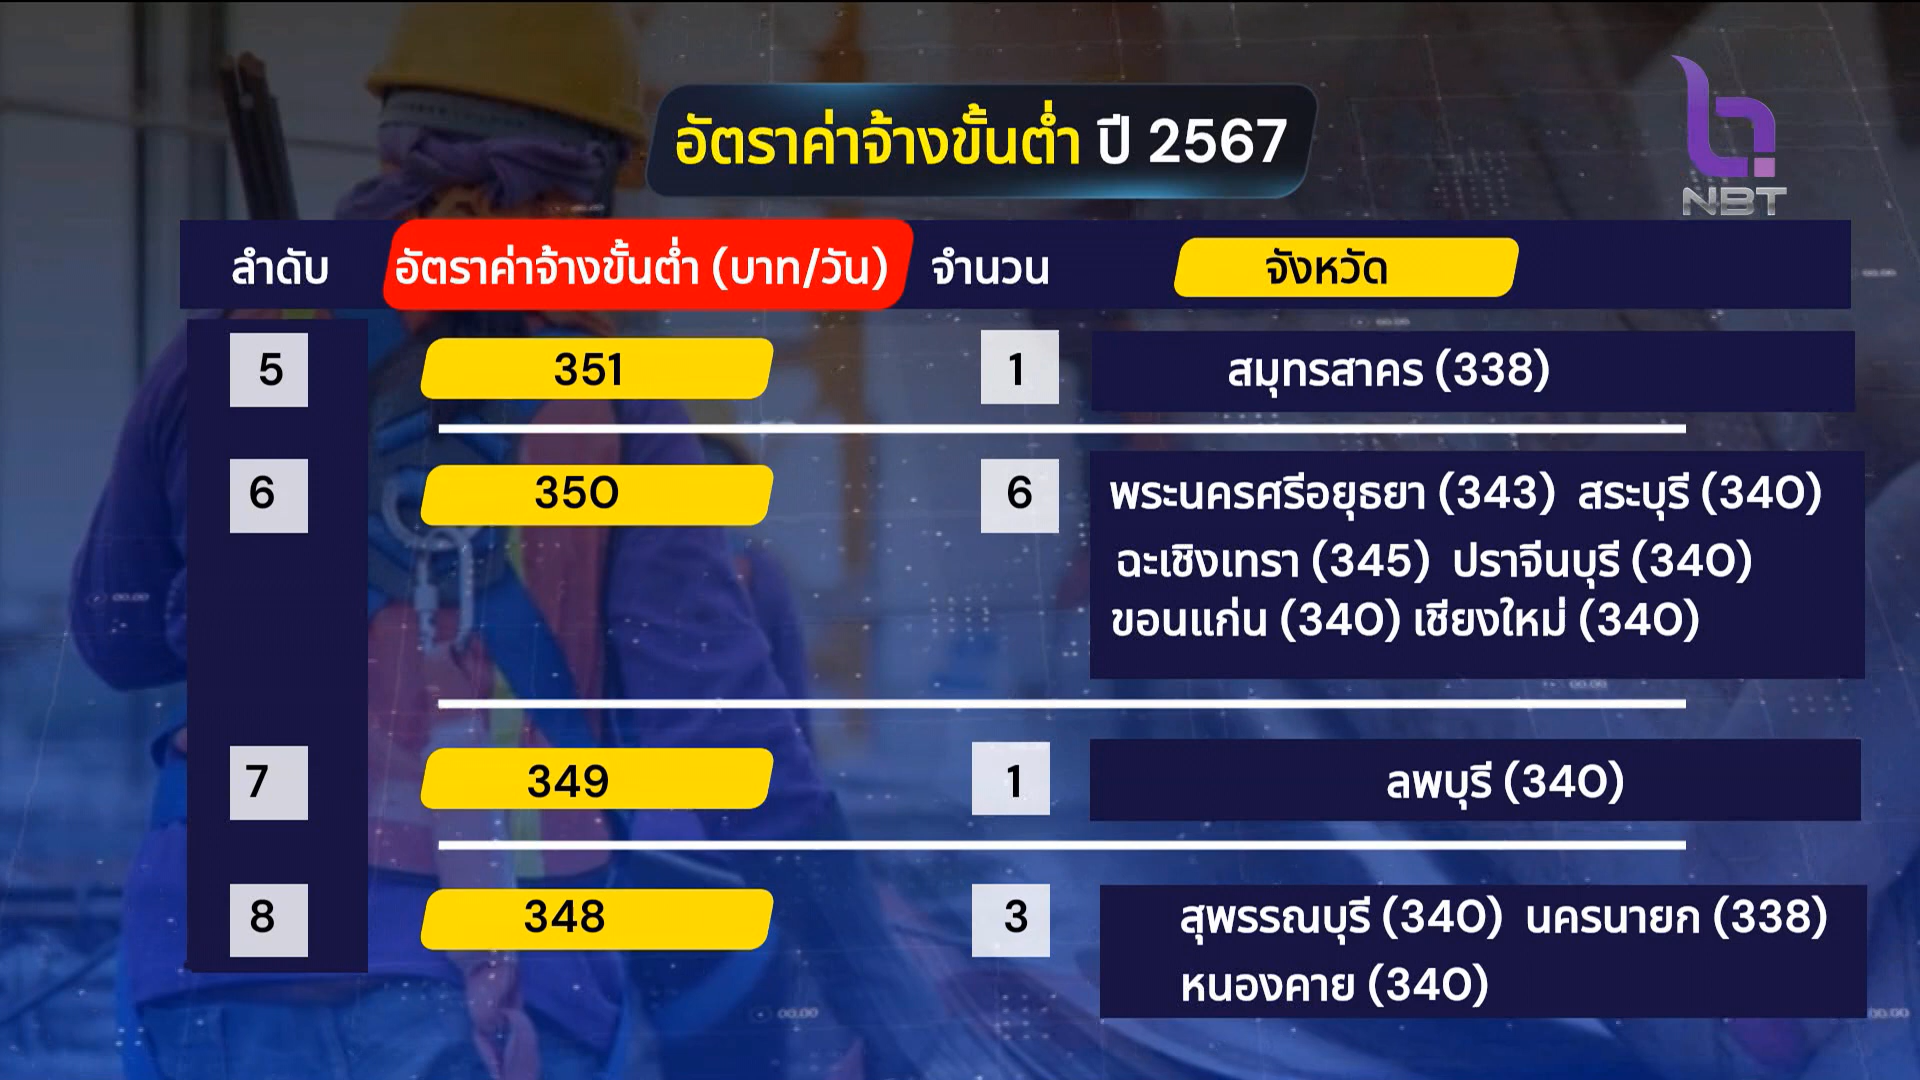 อัตราค่าจ้างขั้นต่ำ ปี 2567
NBT
ลำดับ อัตราค่าจ้างขั้นต่ำ (บาท/วัน) จำนวน จังหวัด
5 351 1 สมุทรสาคร (338)
6 350 6 พระนครศรีอยุธยา (343) สระบุรี (340)
ฉะเชิงเทรา (345) ปราจีนบุรี (340)
ขอนแก่น (340) เชียงใหม่ (340)
7 349 1 ลพบุรี (340)
8 348 3 สุพรรณบุรี (340) นครนายก (338)
หนองคาย (340)